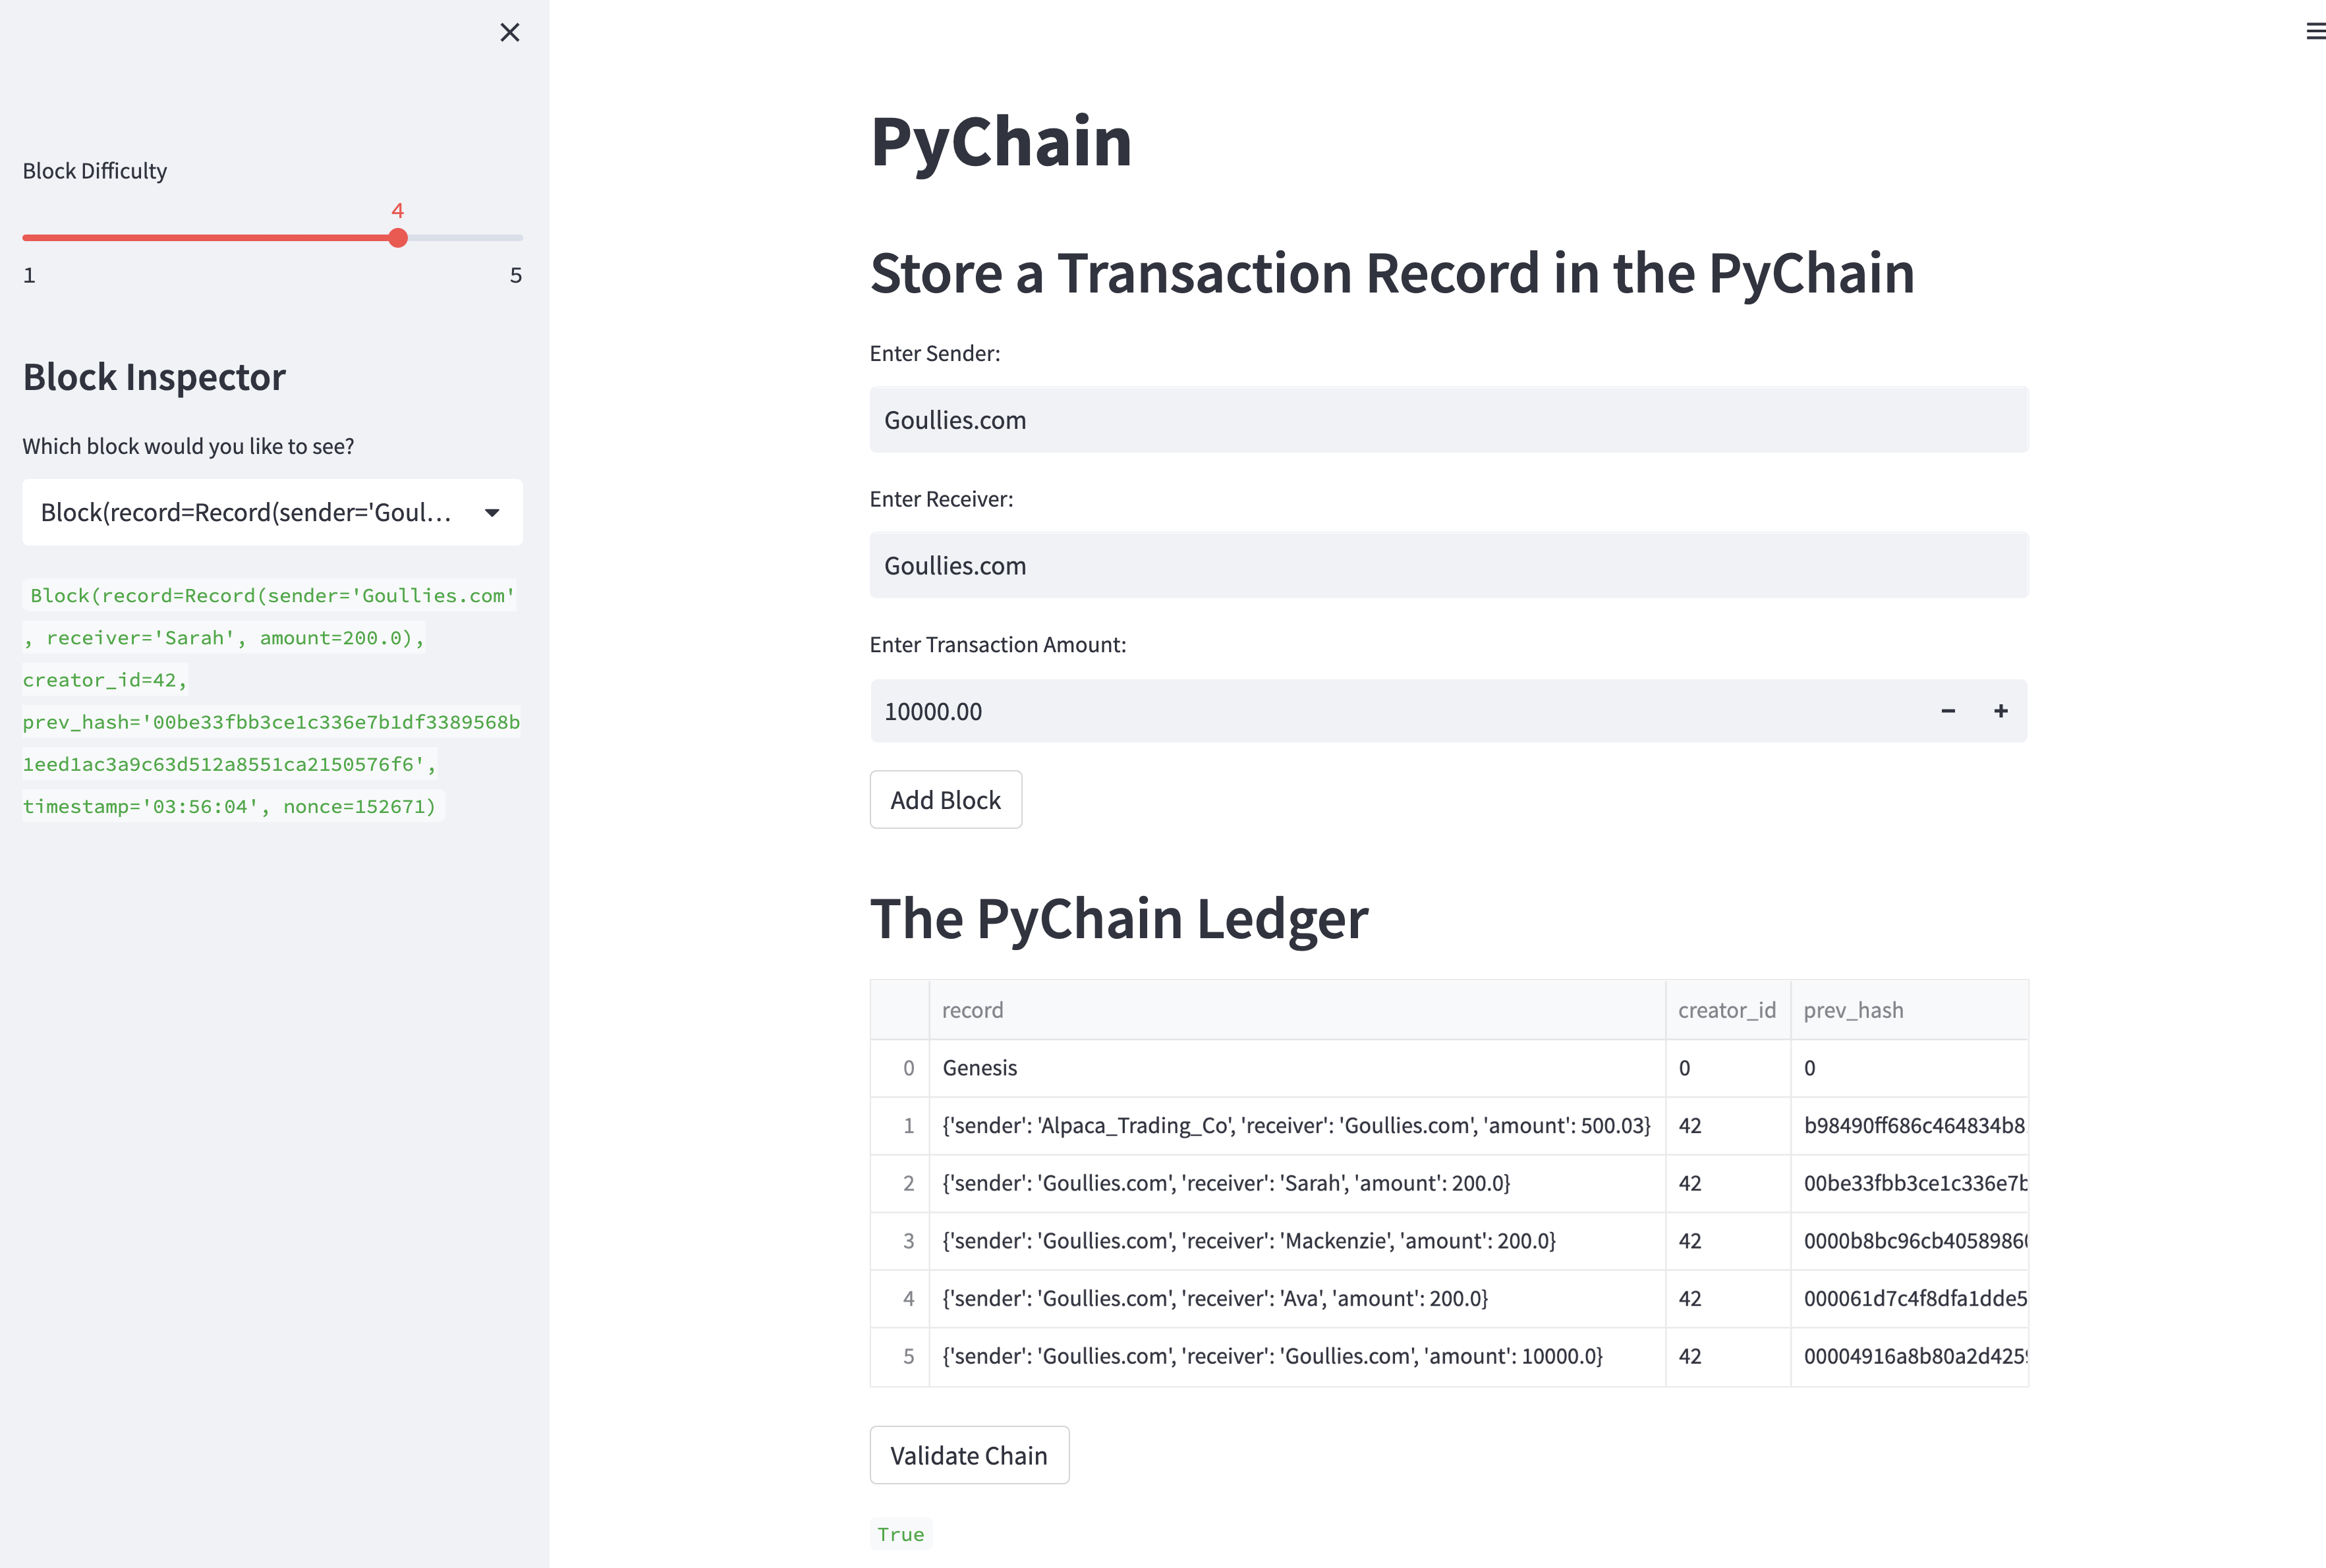 Block Difficulty
4
1 5
Block Inspector
Which block would you like to see?
Block(record=Record(sender='Goul...
Block(record=Record(sender='Goullies.com'
, receiver='Sarah', amount=200.0),
creator_id=42,
prev_hash='00be33fbb3ce1c336e7b1df3389568b
1eed1ac3a9c63d512a8551ca2150576f6',
timestamp='03:56:04', nonce=152671)
PyChain
Store a Transaction Record in the PyChain
Enter Sender:
Goullies.com
Enter Receiver:
Goullies.com
Enter Transaction Amount:
10000.00
Add Block
The PyChain Ledger
record creator_id prev_hash
0 Genesis 0 0
1 {'sender': 'Alpaca_Trading_Co', 'receiver': 'Goullies.com', 'amount': 500.03} 42 b98490ff686c464834b8
2 {'sender': 'Goullies.com', 'receiver': 'Sarah', 'amount': 200.0} 42 00be33fbb3ce1c336e7b
3 {'sender': 'Goullies.com', 'receiver': 'Mackenzie', 'amount': 200.0} 42 0000b8bc96cb40589860
4 {'sender': 'Goullies.com', 'receiver': 'Ava', 'amount': 200.0} 42 000061d7c4f8dfa1dde5
5 {'sender': 'Goullies.com', 'receiver': 'Goullies.com', 'amount': 10000.0} 42 00004916a8b80a2d4259
Validate Chain
True